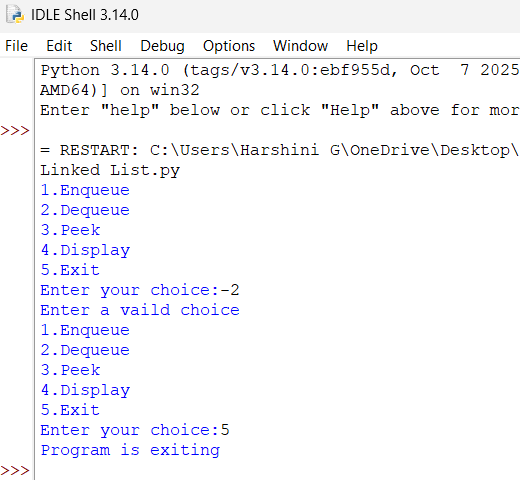 IDLE Shell 3.14.0
File Edit Shell Debug Options Window Help
Python 3.14.0 (tags/v3.14.0:ebf955d, Oct  7 2025
AMD64)] on win32
Enter "help" below or click "Help" above for mor
>>>
= RESTART: C:\Users\Harshini G\OneDrive\Desktop\
Linked List.py
1.Enqueue
2.Dequeue
3.Peek
4.Display
5.Exit
Enter your choice:-2
Enter a vaild choice
1.Enqueue
2.Dequeue
3.Peek
4.Display
5.Exit
Enter your choice:5
Program is exiting
>>>